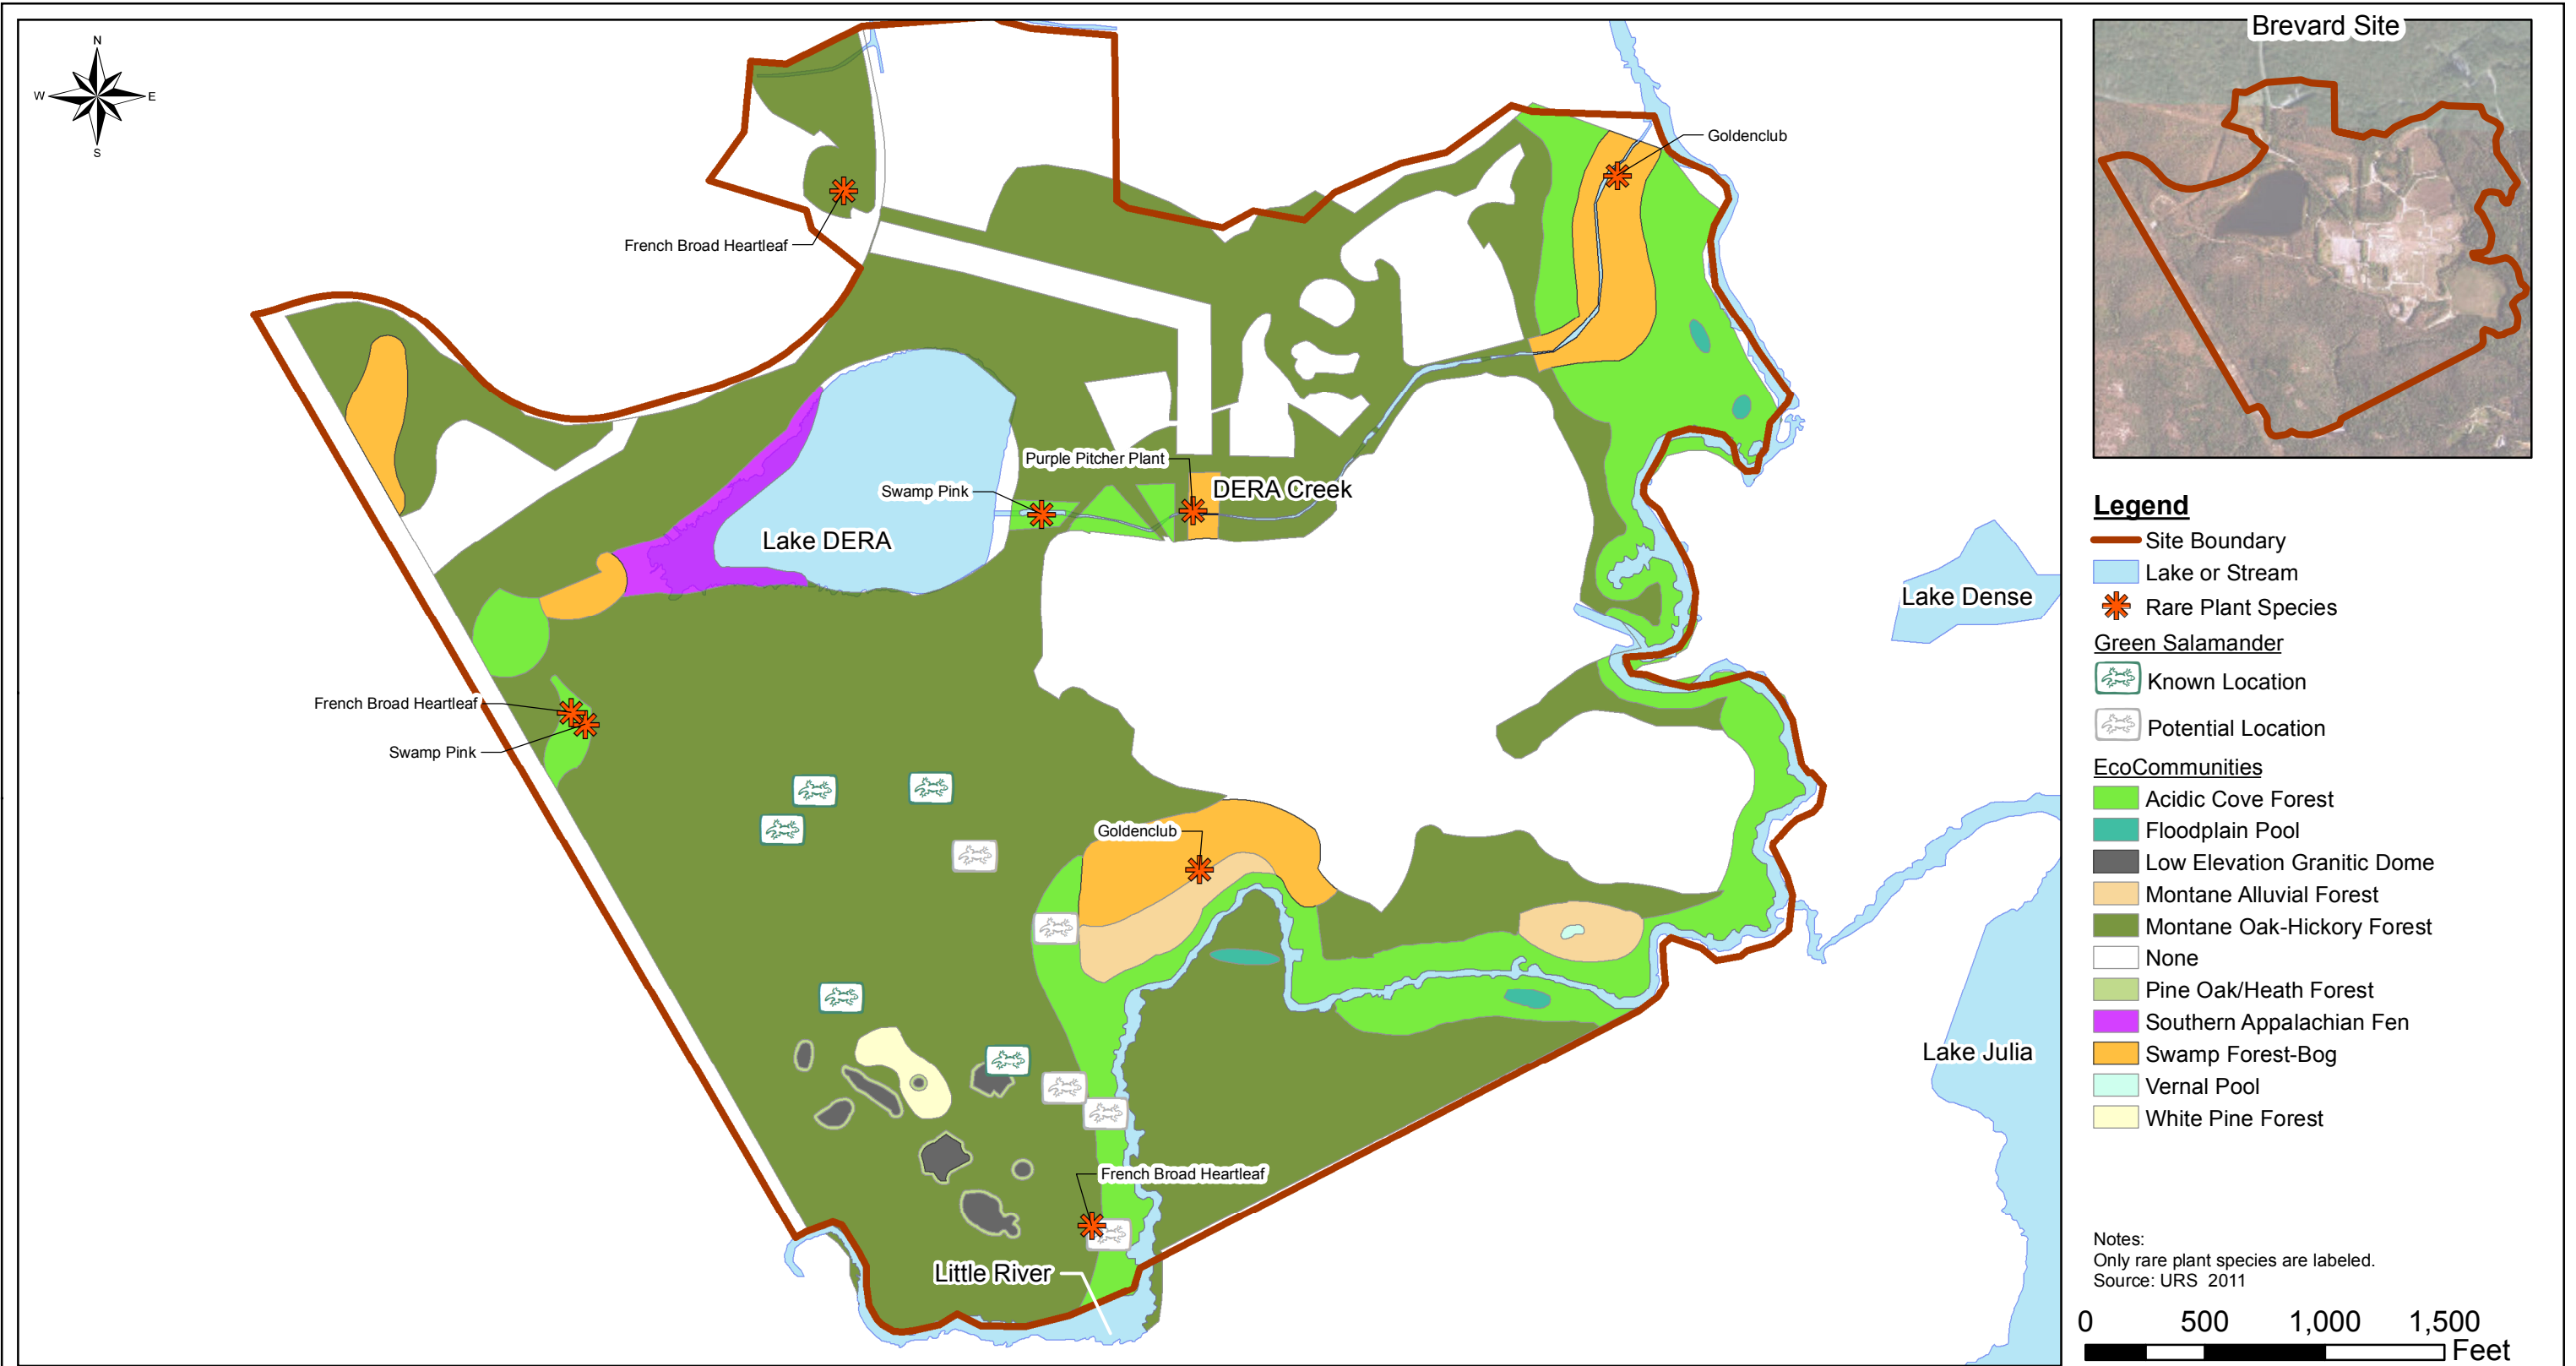 N
W
E
S
Goldenclub
French Broad Heartleaf
Purple Pitcher Plant
Swamp Pink
DERA Creek
Lake DERA
Lake Dense
French Broad Heartleaf
Swamp Pink
Goldenclub
Lake Julia
French Broad Heartleaf
Little River
Brevard Site
Legend
Site Boundary
Lake or Stream
Rare Plant Species
Green Salamander
Known Location
Potential Location
EcoCommunities
Acidic Cove Forest
Floodplain Pool
Low Elevation Granitic Dome
Montane Alluvial Forest
Montane Oak-Hickory Forest
None
Pine Oak/Heath Forest
Southern Appalachian Fen
Swamp Forest-Bog
Vernal Pool
White Pine Forest
Notes:
Only rare plant species are labeled.
Source: URS 2011
0 500 1,000 1,500
Feet